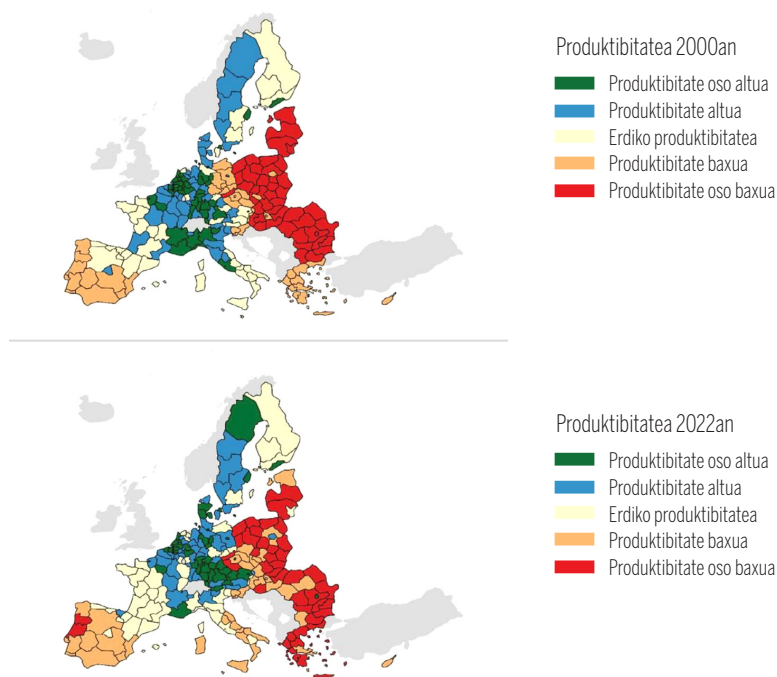 Produktibitatea 2000an
Produktibitate oso altua
Produktibitate altua
Erdiko produktibitatea
Produktibitate baxua
Produktibitate oso baxua
Produktibitatea 2022an
Produktibitate oso altua
Produktibitate altua
Erdiko produktibitatea
Produktibitate baxua
Produktibitate oso baxua